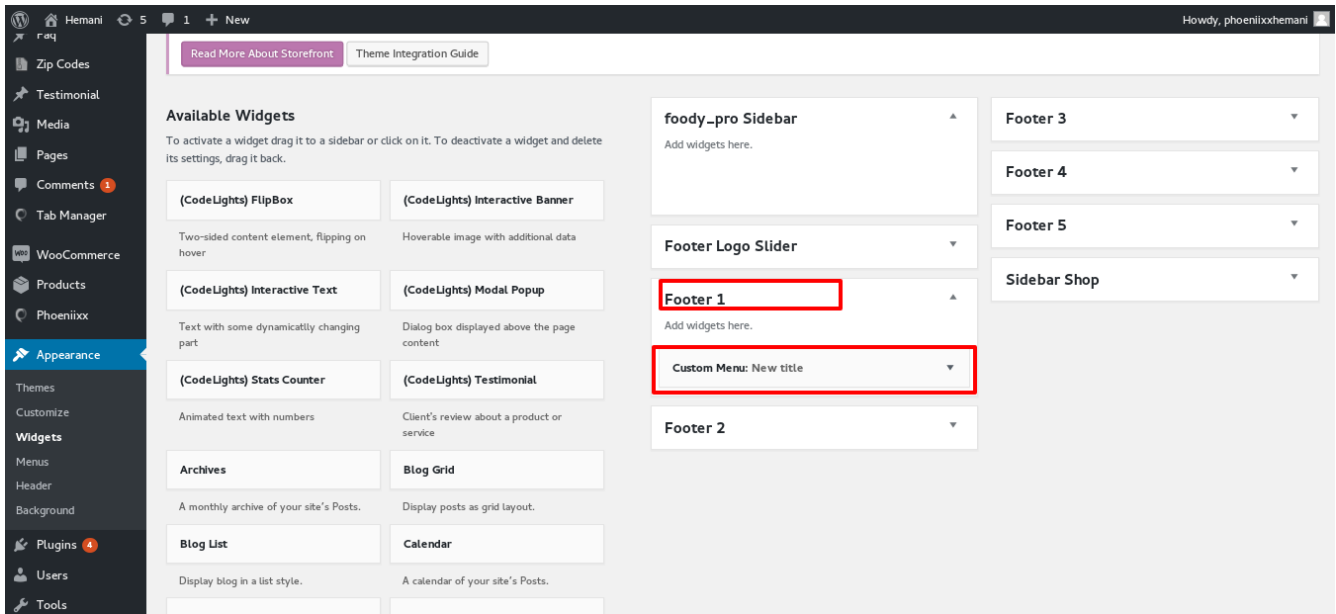 Hemani 5 1 New
Howdy, phoeniixxhemani
Faq
Zip Codes
Testimonial
Media
Pages
Comments 1
Tab Manager
WooCommerce
Products
Phoeniixx
Appearance
Themes
Customize
Widgets
Menus
Header
Background
Plugins 4
Users
Tools
Read More About Storefront
Theme Integration Guide
Available Widgets
To activate a widget drag it to a sidebar or click on it. To deactivate a widget and delete
its settings, drag it back.
(CodeLights) FlipBox
Two-sided content element, flipping on
hover
(CodeLights) Interactive Banner
Hoverable image with additional data
(CodeLights) Interactive Text
Text with some dynamicatlly changing
part
(CodeLights) Modal Popup
Dialog box displayed above the page
content
(CodeLights) Stats Counter
Animated text with numbers
(CodeLights) Testimonial
Client's review about a product or
service
Archives
A monthly archive of your site's Posts.
Blog Grid
Display posts as grid layout.
Blog List
Display blog in a list style.
Calendar
A calendar of your site's Posts.
foody_pro Sidebar
Add widgets here.
Footer Logo Slider
Footer 1
Add widgets here.
Custom Menu: New title
Footer 2
Footer 3
Footer 4
Footer 5
Sidebar Shop